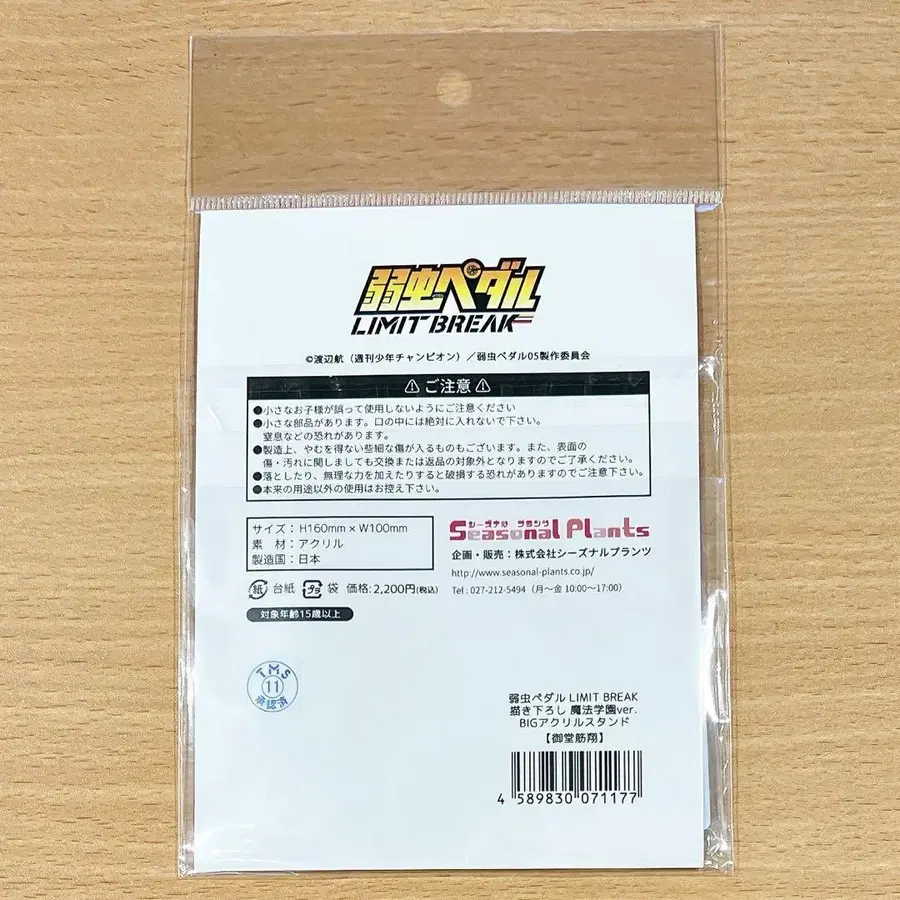 弱虫ペダル
LIMIT BREAK
©渡辺航（週刊少年チャンピオン）／弱虫ペダル05製作委員会
⚠ご注意⚠
●小さなお子様が誤って使用しないようにご注意ください
●小さな部品があります。口の中には絶対に入れないで下さい。
窒息などの恐れがあります。
●製造上、やむを得ない些細な傷が入るものもございます。また、表面の
傷・汚れに関しましても交換または返品の対象外となりますのでご了承ください。
●落としたり、無理な力を加えたりすると破損する恐れがありますのでご注意下さい。
●本来の用途以外の使用はお控え下さい。
サイズ：H160mm×W100mm
素　材：アクリル
製造国：日本
シーズナル プランツ
Seasonal Plants
企画・販売：株式会社シーズナルプランツ
http://www.seasonal-plants.co.jp/
Tel : 027-212-5494（月～金 10:00～17:00）
紙 台紙 プラ 袋 価格:2,200円(税込)
対象年齢15歳以上
TMS
11
承認済
弱虫ペダル LIMIT BREAK
描き下ろし 魔法学園ver.
BIGアクリルスタンド
【御堂筋翔】
4 589830 071177